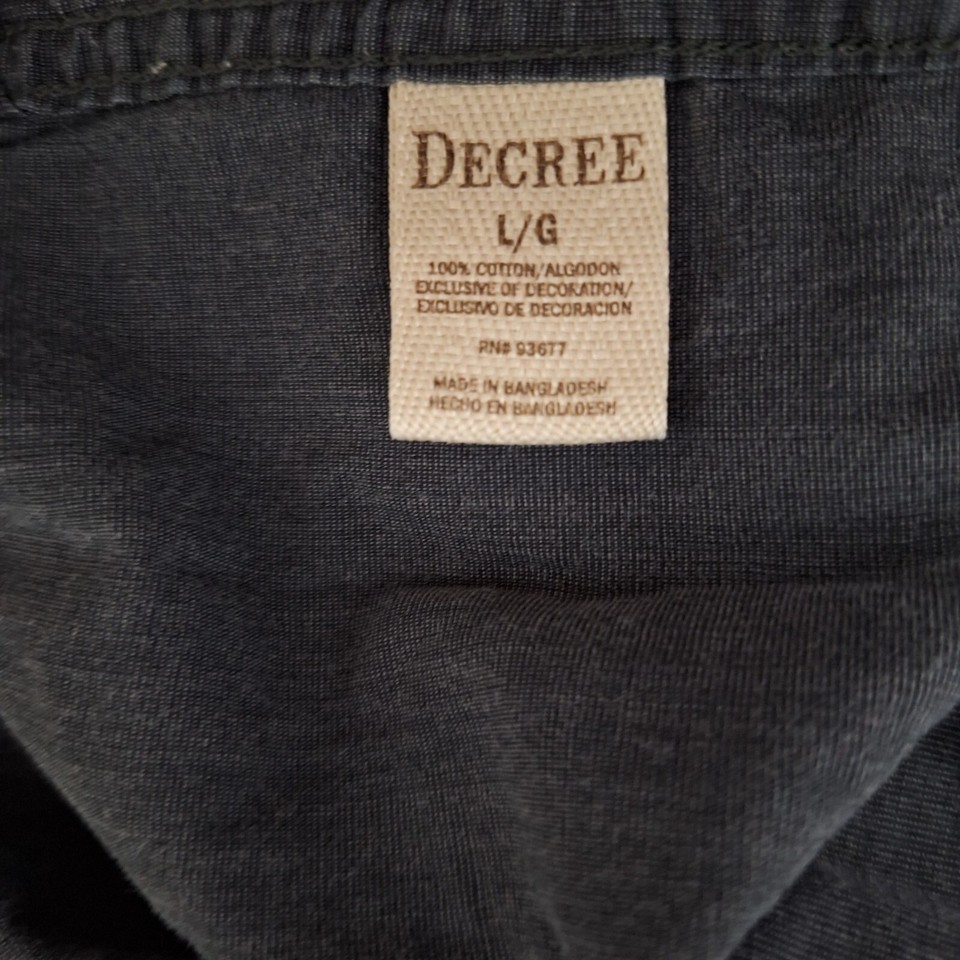 DECREE
L/G
100% COTTON/ALGODON
EXCLUSIVE OF DECORATION/
EXCLUSIVO DE DECORACION
RN# 93677
MADE IN BANGLADESH
HECHO EN BANGLADESH